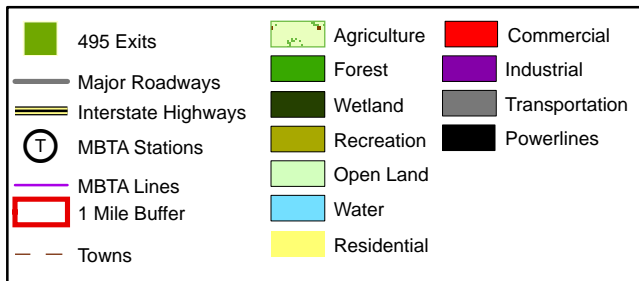 495 Exits
Major Roadways
Interstate Highways
T
MBTA Stations
MBTA Lines
1 Mile Buffer
Towns
Agriculture
Forest
Wetland
Recreation
Open Land
Water
Residential
Commercial
Industrial
Transportation
Powerlines